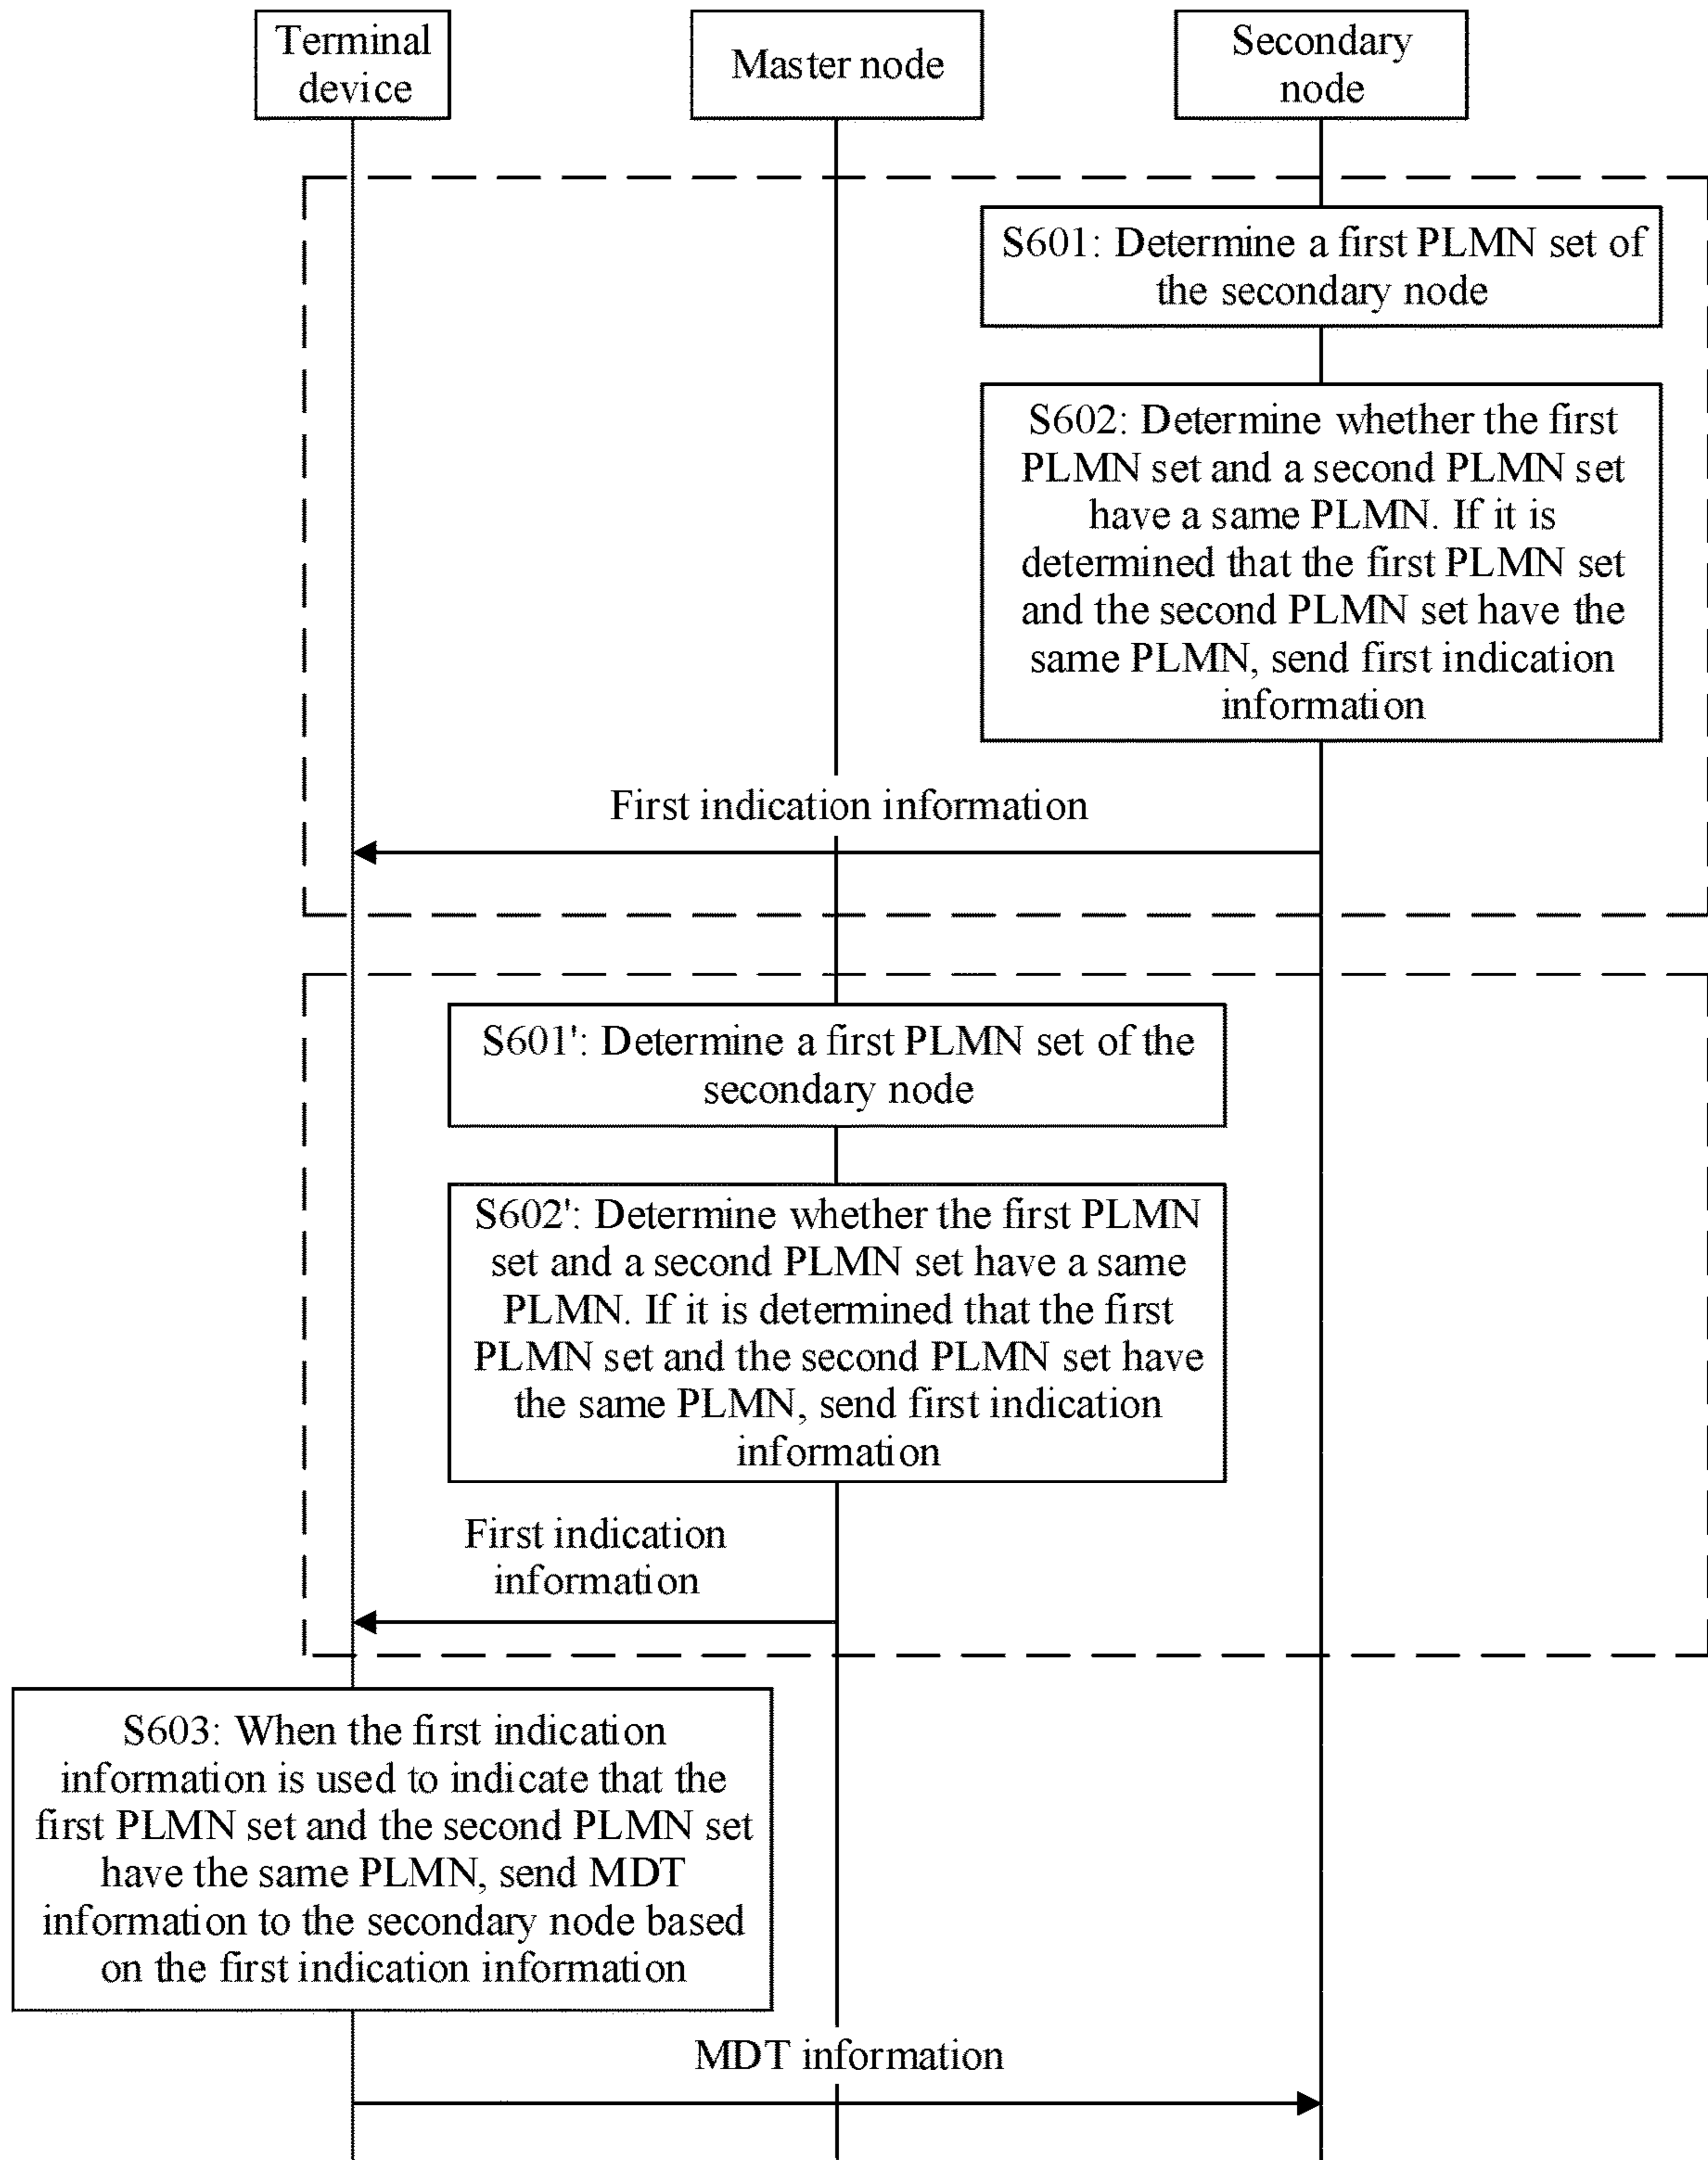 Terminal
device
Master node
Secondary
node
S601: Determine a first PLMN set of
the secondary node
S602: Determine whether the first
PLMN set and a second PLMN set
have a same PLMN. If it is
determined that the first PLMN set
and the second PLMN set have the
same PLMN, send first indication
information
First indication information
S601': Determine a first PLMN set of the
secondary node
S602': Determine whether the first PLMN
set and a second PLMN set have a same
PLMN. If it is determined that the first
PLMN set and the second PLMN set have
the same PLMN, send first indication
information
First indication
information
S603: When the first indication
information is used to indicate that the
first PLMN set and the second PLMN set
have the same PLMN, send MDT
information to the secondary node based
on the first indication information
MDT information